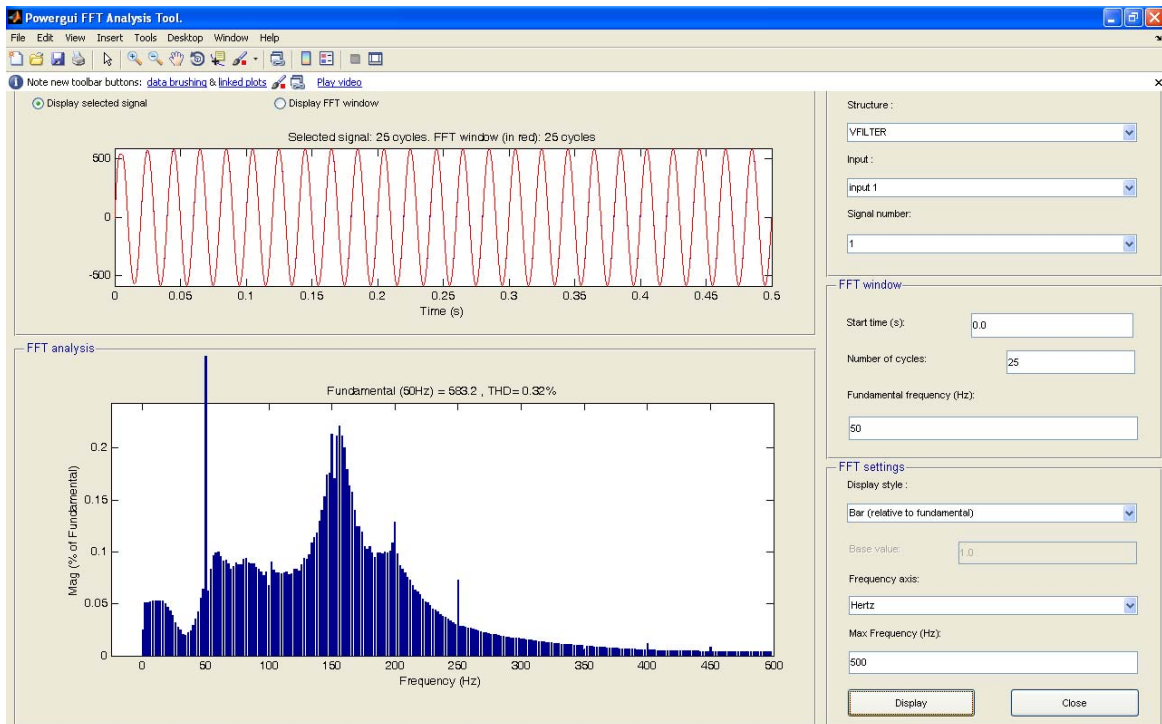 Powergui FFT Analysis Tool.
File Edit View Insert Tools Desktop Window Help
Note new toolbar buttons: data brushing & linked plots Play video
Display selected signal Display FFT window
Selected signal: 25 cycles. FFT window (in red): 25 cycles
500
0
-500
0 0.05 0.1 0.15 0.2 0.25 0.3 0.35 0.4 0.45 0.5
Time (s)
FFT analysis
Fundamental (50Hz) = 583.2 , THD= 0.32%
0.2
0.15
0.1
0.05
0
Mag (% of Fundamental)
0 50 100 150 200 250 300 350 400 450 500
Frequency (Hz)
Structure :
VFILTER
Input :
input 1
Signal number:
1
FFT window
Start time (s): 0.0
Number of cycles: 25
Fundamental frequency (Hz):
50
FFT settings
Display style :
Bar (relative to fundamental)
Base value: 1.0
Frequency axis:
Hertz
Max Frequency (Hz):
500
Display Close